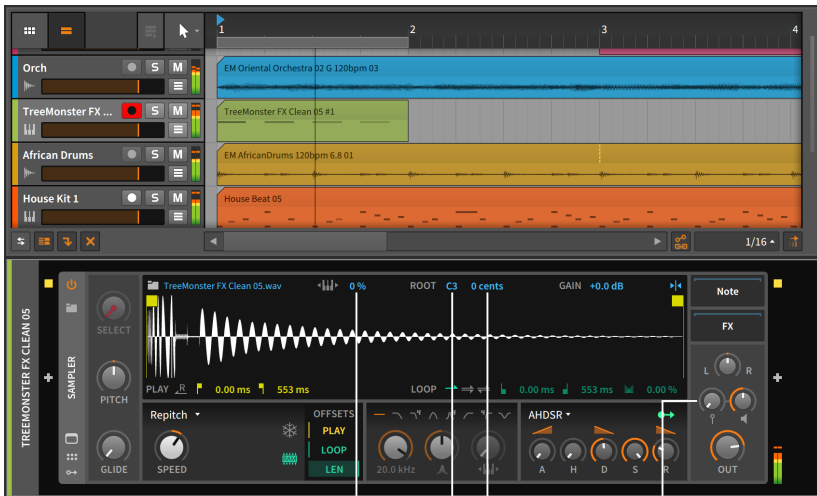 1 2 3 4
Orch S M
EM Oriental Orchestra 02 G 120bpm 03
TreeMonster FX ... S M
TreeMonster FX Clean 05 #1
African Drums S M
EM AfricanDrums 120bpm 6.8 01
House Kit 1 S M
House Beat 05
1/16
TREEMONSTER FX CLEAN 05
SAMPLER
SELECT
PITCH
GLIDE
TreeMonster FX Clean 05.wav 0 % ROOT C3 0 cents GAIN +0.0 dB
PLAY R 0.00 ms 553 ms LOOP 0.00 ms 553 ms 0.00 %
Repitch
SPEED
OFFSETS
PLAY
LOOP
LEN
20.0 kHz
AHDSR
A H D S R
Note
FX
L R
OUT